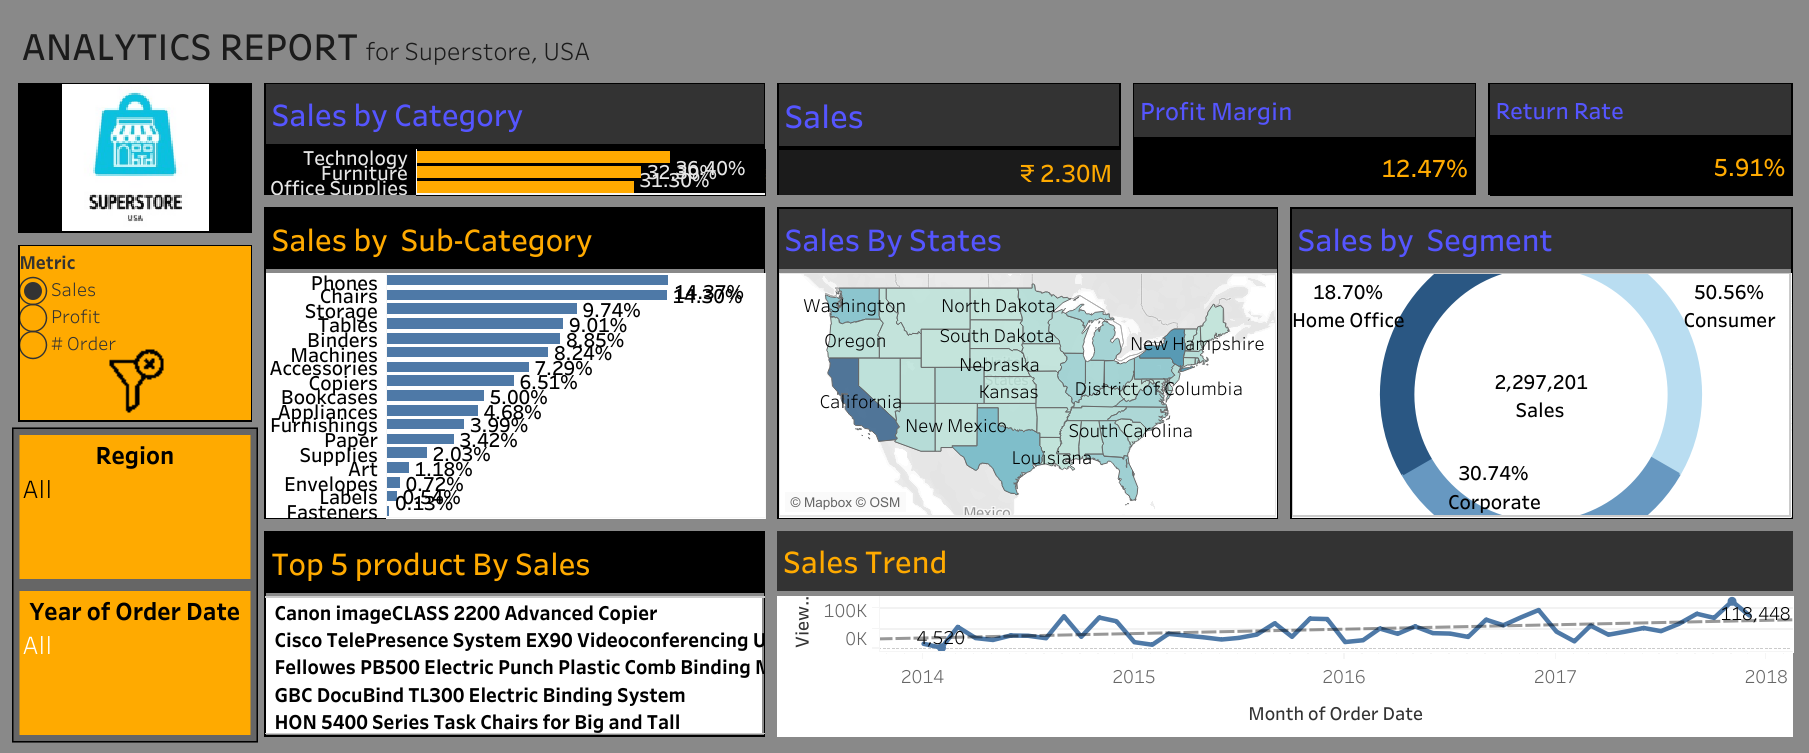 ANALYTICS REPORT for Superstore, USA
SUPERSTORE
USA
Metric
Sales
Profit
# Order
Region
All
Year of Order Date
All
Sales by Category
Technology
36.40%
Furniture
32.30%
Office Supplies
31.30%
Sales
₹ 2.30M
Profit Margin
12.47%
Return Rate
5.91%
Sales by Sub-Category
Phones
14.37%
Chairs
14.30%
Storage
9.74%
Tables
9.01%
Binders
8.85%
Machines
8.24%
Accessories
7.29%
Copiers
6.51%
Bookcases
5.00%
Appliances
4.68%
Furnishings
3.99%
Paper
3.42%
Supplies
2.03%
Art
1.18%
Envelopes
0.72%
Labels
0.54%
Fasteners
0.13%
Sales By States
Washington
North Dakota
Oregon
South Dakota
New Hampshire
Nebraska
States
Kansas
District of Columbia
California
New Mexico
South Carolina
Louisiana
© Mapbox © OSM
Mexico
Sales by Segment
18.70%
Home Office
50.56%
Consumer
2,297,201
Sales
30.74%
Corporate
Top 5 product By Sales
Canon imageCLASS 2200 Advanced Copier
Cisco TelePresence System EX90 Videoconferencing U
Fellowes PB500 Electric Punch Plastic Comb Binding M
GBC DocuBind TL300 Electric Binding System
HON 5400 Series Task Chairs for Big and Tall
Sales Trend
View..
100K
0K
4,520
118,448
2014
2015
2016
2017
2018
Month of Order Date